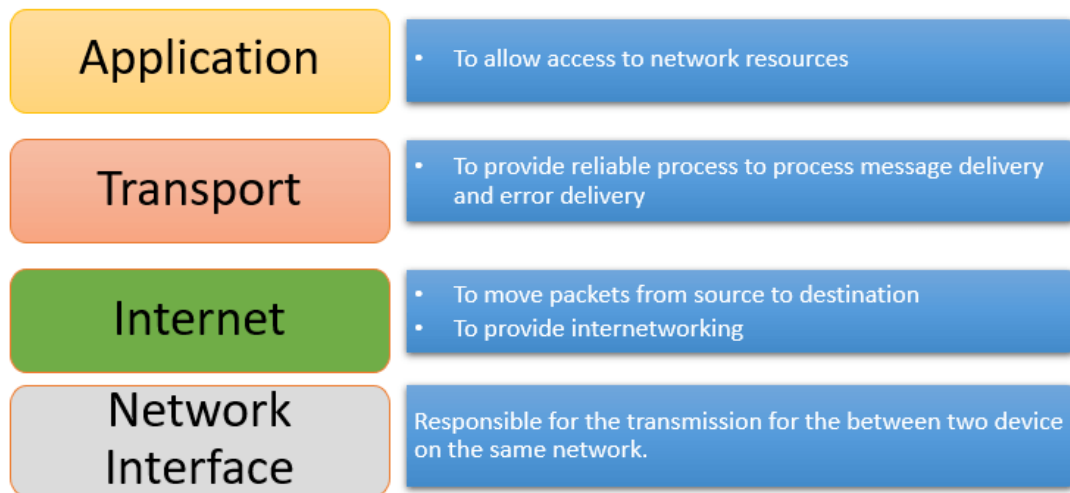 Application
• To allow access to network resources
Transport
• To provide reliable process to process message delivery
and error delivery
Internet
• To move packets from source to destination
• To provide internetworking
Network
Interface
Responsible for the transmission for the between two device
on the same network.